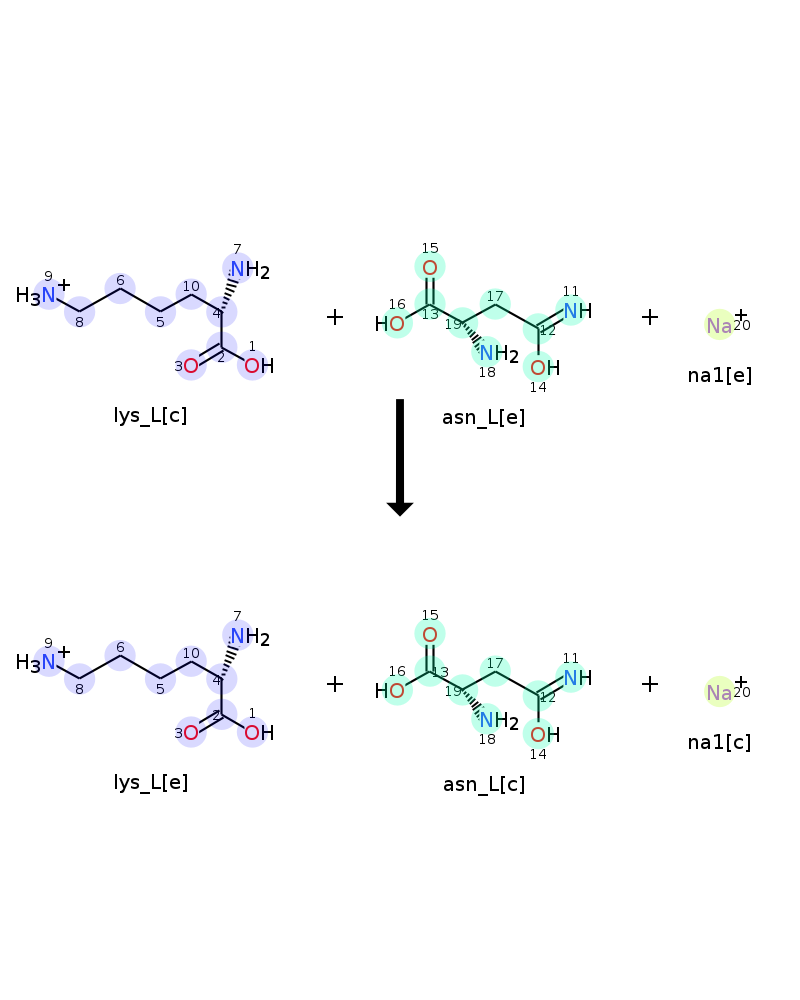 7
NH2
9
H3N+
6
10
8
5
4
2
1
3O
OH
+
15
O
16
HO
13
19
17
11
NH
12
NH2
18
OH
14
+
Na+
20
lys_L[c]
asn_L[e]
na1[e]
7
NH2
9
H3N+
6
10
8
5
4
2
1
3O
OH
+
15
O
16
HO
13
19
17
11
NH
12
NH2
18
OH
14
+
Na+
20
lys_L[e]
asn_L[c]
na1[c]